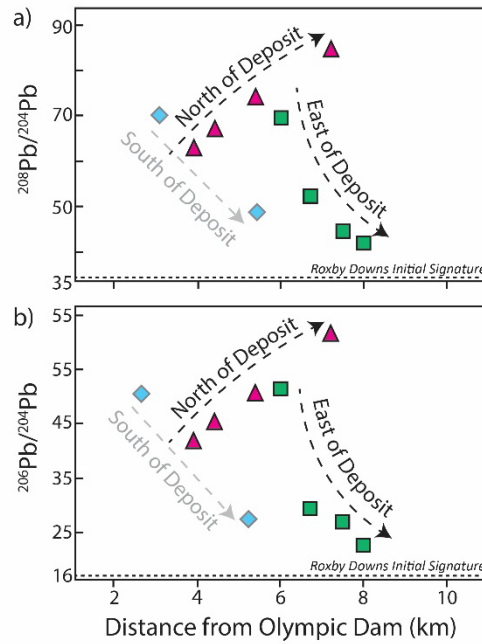 a)
90
70
50
35
208Pb/204Pb
North of Deposit
South of Deposit
East of Deposit
Roxby Downs Initial Signature
b)
55
45
35
25
16
206Pb/204Pb
North of Deposit
South of Deposit
East of Deposit
Roxby Downs Initial Signature
2 4 6 8 10
Distance from Olympic Dam (km)